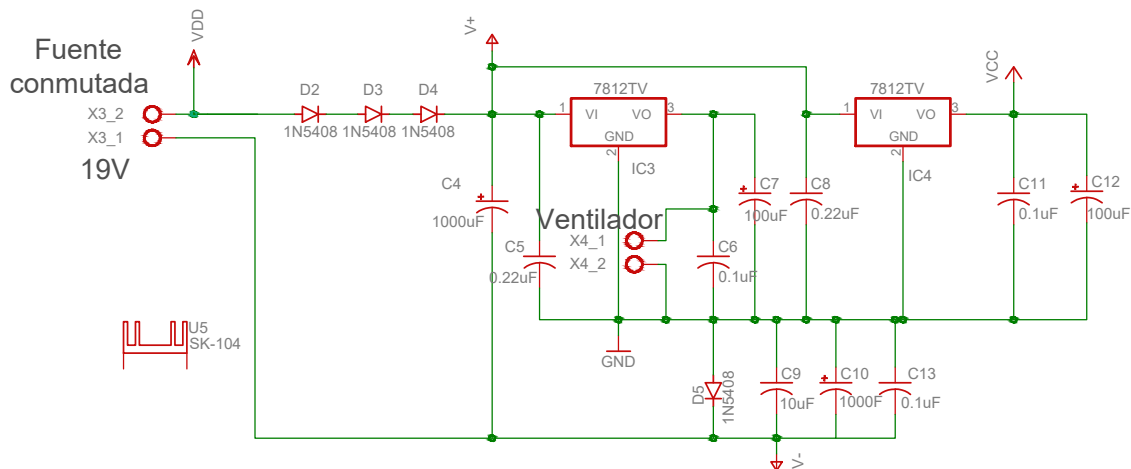 Fuente
conmutada
X3_2
X3_1
19V
VDD
D2
1N5408
D3
1N5408
D4
1N5408
V+
C4
1000uF
C5
0.22uF
7812TV
1
VI
VO
3
GND
2
IC3
Ventilador
X4_1
X4_2
C6
0.1uF
C7
100uF
C8
0.22uF
7812TV
1
VI
VO
3
GND
2
IC4
VCC
C11
0.1uF
C12
100uF
U5
SK-104
GND
D5
1N5408
C9
10uF
C10
1000F
C13
0.1uF
V-